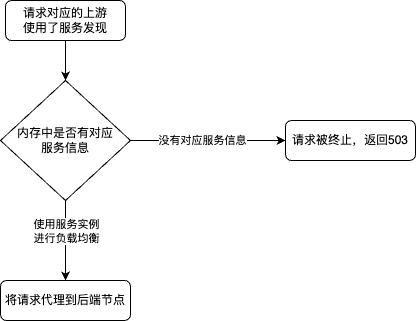 请求对应的上游
使用了服务发现
内存中是否有对应
服务信息
没有对应服务信息
请求被终止，返回503
使用服务实例
进行负载均衡
将请求代理到后端节点